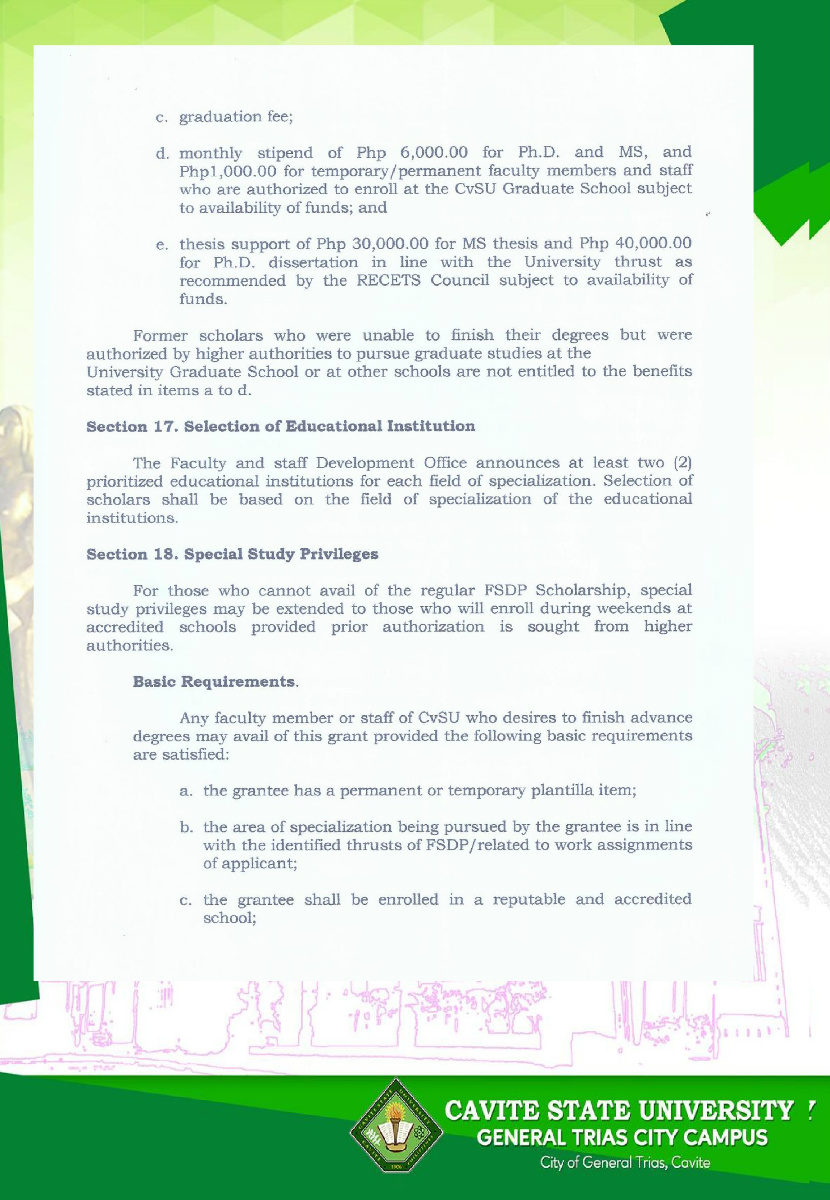 c. graduation fee;
d. monthly stipend of Php 6,000.00 for Ph.D. and MS, and
Php1,000.00 for temporary/permanent faculty members and staff
who are authorized to enroll at the CvSU Graduate School subject
to availability of funds; and
e. thesis support of Php 30,000.00 for MS thesis and Php 40,000.00
for Ph.D. dissertation in line with the University thrust as
recommended by the RECETS Council subject to availability of
funds.
Former scholars who were unable to finish their degrees but were
authorized by higher authorities to pursue graduate studies at the
University Graduate School or at other schools are not entitled to the benefits
stated in items a to d.
Section 17. Selection of Educational Institution
The Faculty and staff Development Office announces at least two (2)
prioritized educational institutions for each field of specialization. Selection of
scholars shall be based on the field of specialization of the educational
institutions.
Section 18. Special Study Privileges
For those who cannot avail of the regular FSDP Scholarship, special
study privileges may be extended to those who will enroll during weekends at
accredited schools provided prior authorization is sought from higher
authorities.
Basic Requirements.
Any faculty member or staff of CvSU who desires to finish advance
degrees may avail of this grant provided the following basic requirements
are satisfied:
a. the grantee has a permanent or temporary plantilla item;
b. the area of specialization being pursued by the grantee is in line
with the identified thrusts of FSDP/related to work assignments
of applicant;
c. the grantee shall be enrolled in a reputable and accredited
school;
CAVITE STATE UNIVERSITY
GENERAL TRIAS CITY CAMPUS
City of General Trias, Cavite
1906